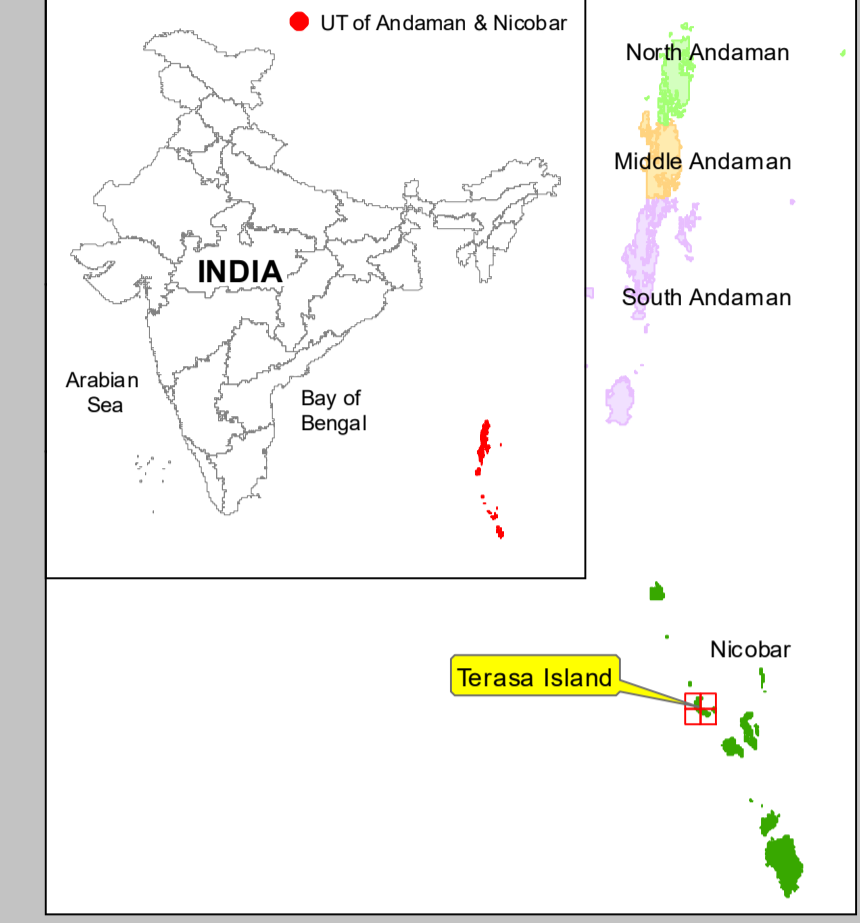 UT of Andaman & Nicobar
North Andaman
Middle Andaman
INDIA
South Andaman
Arabian
Sea
Bay of
Bengal
Nicobar
Terasa Island